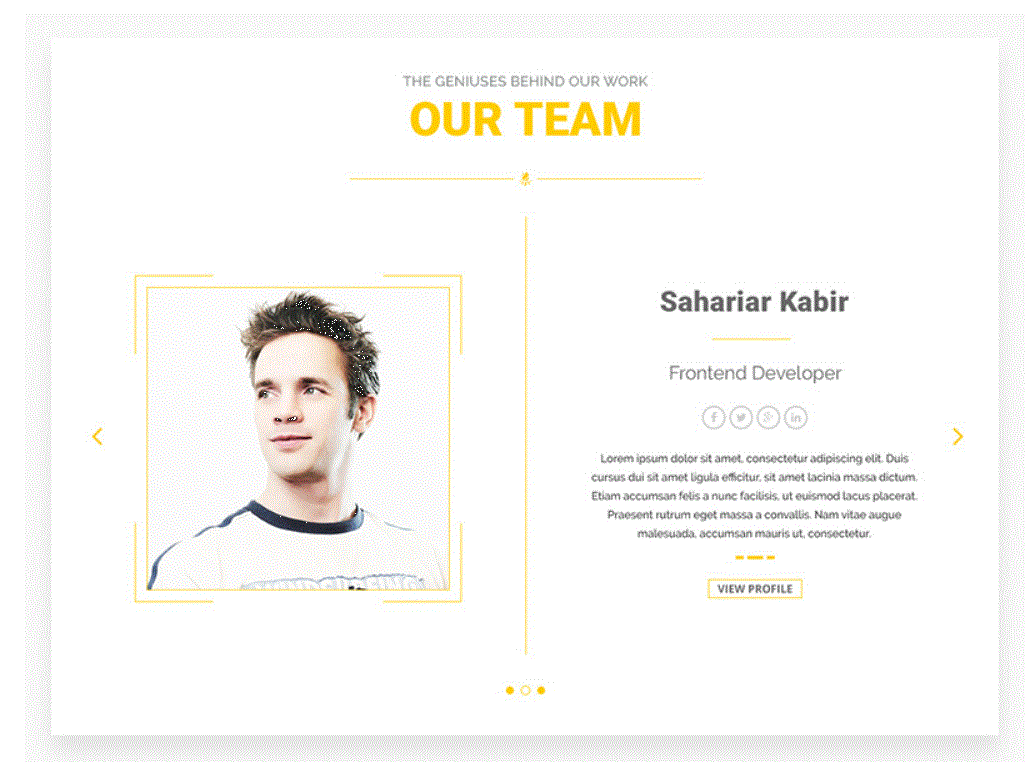 THE GENIUSES BEHIND OUR WORK
OUR TEAM
Sahariar Kabir
Frontend Developer
Lorem ipsum dolor sit amet, consectetur adipiscing elit. Duis
cursus dui sit amet ligula efficitur, sit amet lacinia massa dictum.
Etiam accumsan felis a nunc facilisis, ut euismod lacus placerat.
Praesent rutrum eget massa a convallis. Nam vitae augue
malesuada, accumsan mauris ut, consectetur.
VIEW PROFILE